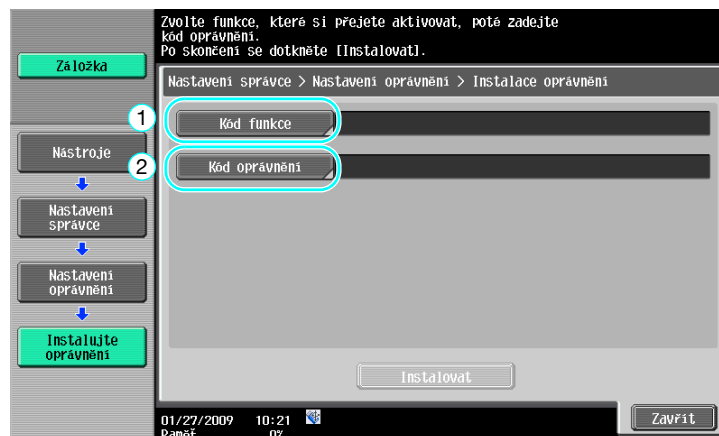 Zvolte funkce, které si přejete aktivovat, poté zadejte
kód oprávnění.
Po skončení se dotkněte [Instalovat].
Záložka
Nastavení správce > Nastavení oprávnění > Instalace oprávnění
1
Kód funkce
Nástroje
2
Kód oprávnění
Nastavení
správce
Nastavení
oprávnění
Instalujte
oprávnění
Instalovat
Zavřít
01/27/2009 10:21
Paměť 0%